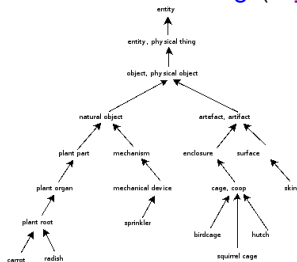 entity
entity, physical thing
object, physical object
natural object artefact, artifact
plant part mechanism enclosure surface
plant organ mechanical device cage, coop skin
plant root sprinkler birdcage hutch
carrot radish squirrel cage